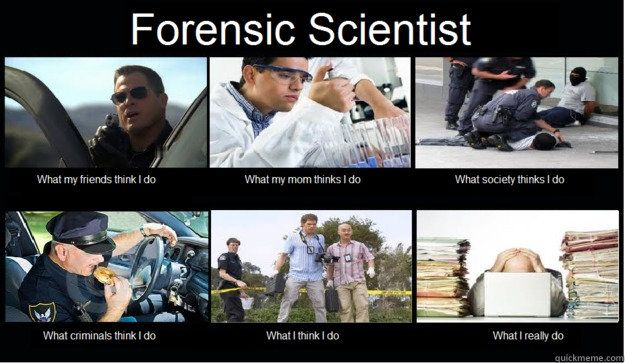 Forensic Scientist
What my friends think I do
What my mom thinks I do
What society thinks I do
What criminals think I do
What I think I do
What I really do
quickmeme.com